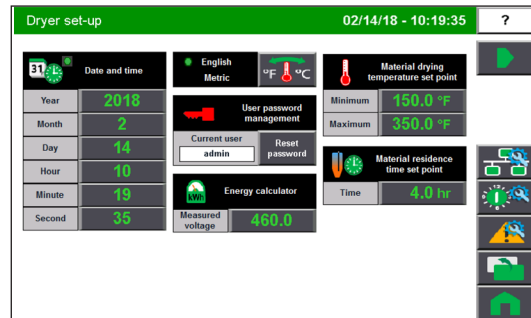 Dryer set-up
02/14/18 - 10:19:35
?
31
Date and time
Year 2018
Month 2
Day 14
Hour 10
Minute 19
Second 35
English
Metric
°F °C
User password
management
Current user
admin
Reset
password
kWh
Energy calculator
Measured
voltage
460.0
Material drying
temperature set point
Minimum 150.0 °F
Maximum 350.0 °F
Material residence
time set point
Time 4.0 hr